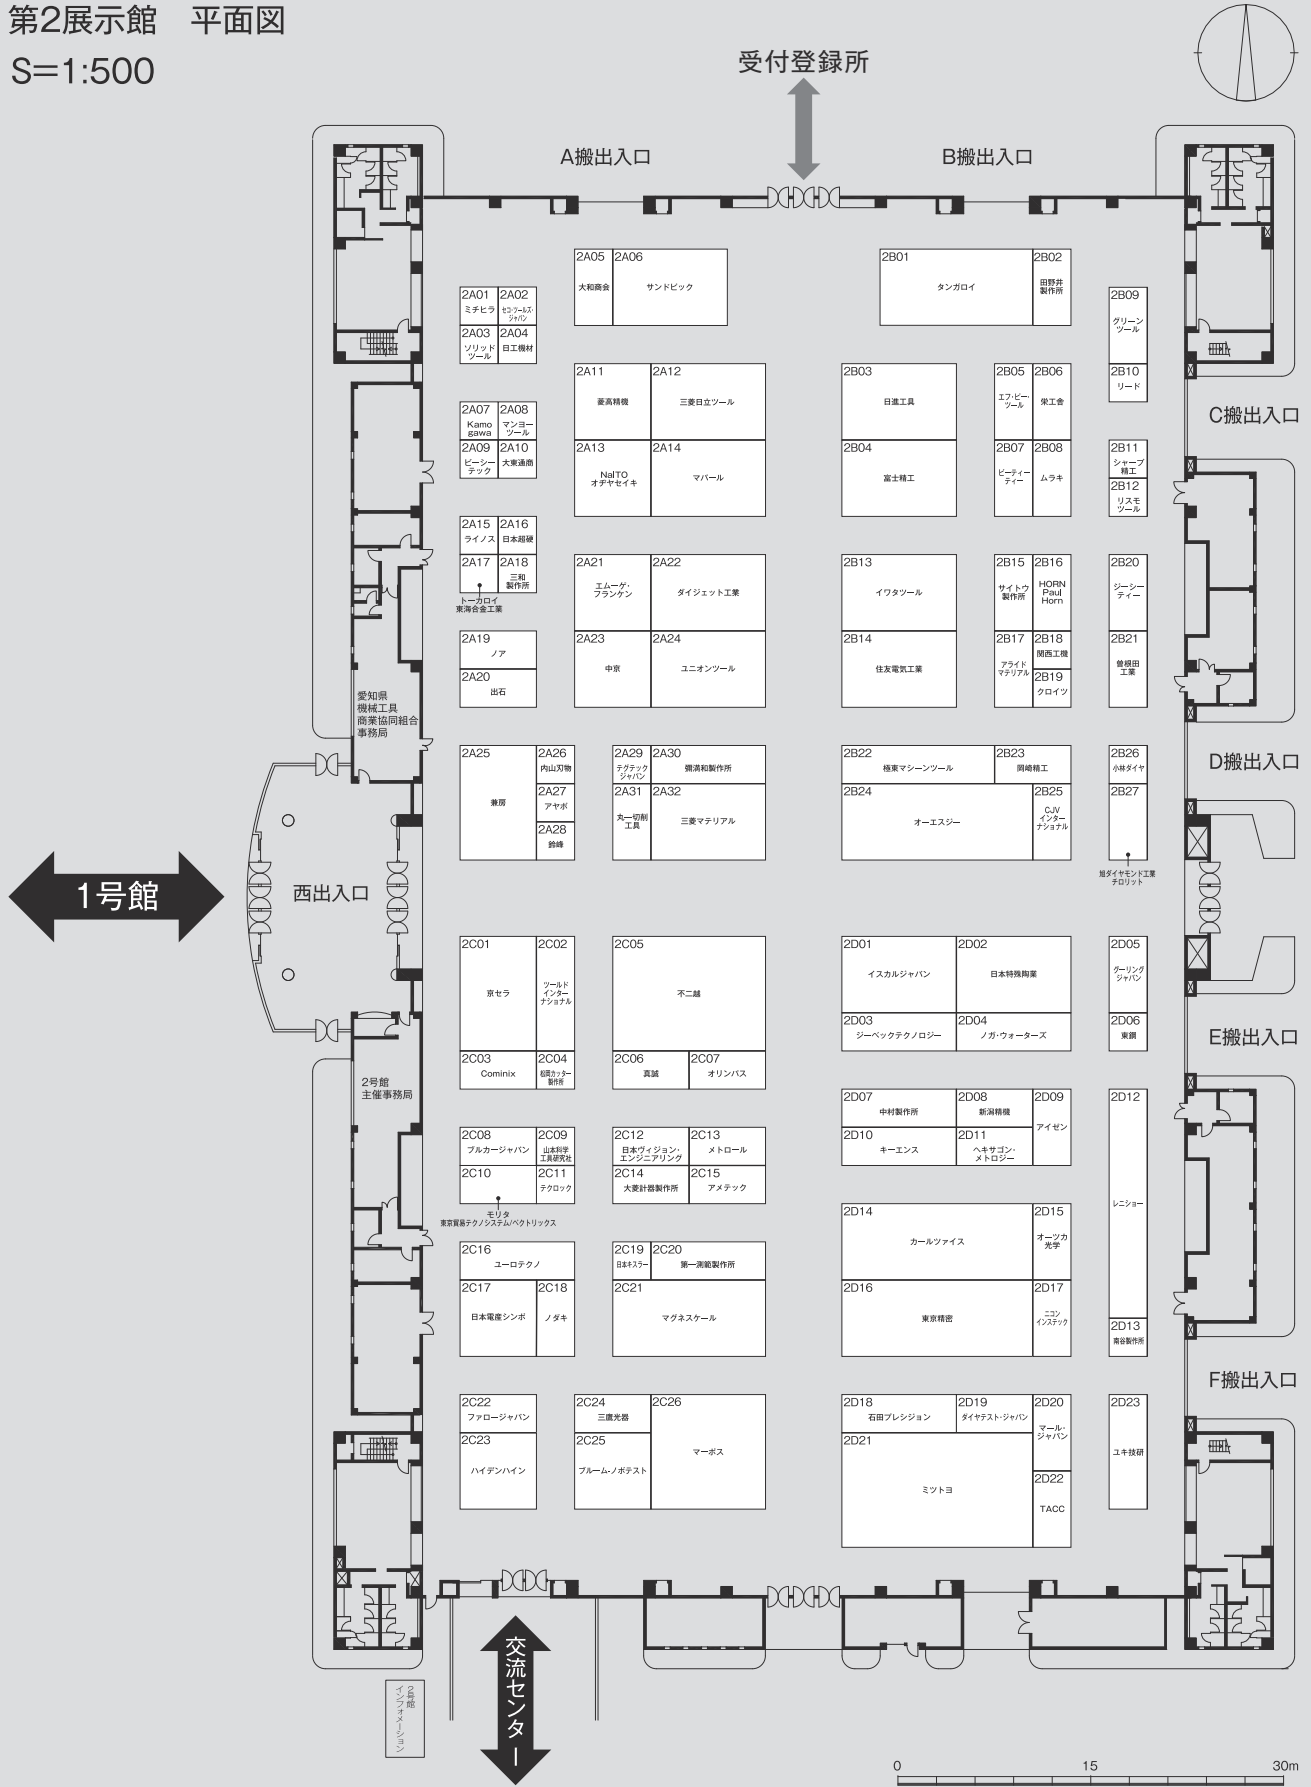 第2展示館　平面図
S=1:500
受付登録所
A搬出入口
B搬出入口
2A05
大和商会
2A06
サンドビック
2B01
タンガロイ
2B02
田野井
製作所
2A01
ミチヒラ
2A02
セコ・ツールズ・
ジャパン
2A03
ソリッド
ツール
2A04
日工機材
2B09
グリーン
ツール
2B10
リード
C搬出入口
2A11
菱高精機
2A12
三菱日立ツール
2B03
日進工具
2B05
エフ・ピー・
ツール
2B06
栄工舎
2A07
Kamo
gawa
2A08
マンヨー
ツール
2A09
ビーシー
テック
2A10
大東通商
2A13
NaITO
オヂヤセイキ
2A14
マパール
2B04
富士精工
2B07
ピーティー
ティー
2B08
ムラキ
2B11
シャープ
精工
2B12
リスモ
ツール
2A15
ライノス
2A16
日本超硬
2A17
トーカロイ
東海合金工業
2A18
三和
製作所
2A21
エムーゲ・
フランケン
2A22
ダイジェット工業
2B13
イワタツール
2B15
サイトウ
製作所
2B16
HORN
Paul
Horn
2B20
ジーシー
ティー
2A19
ノア
2A20
出石
2A23
中京
2A24
ユニオンツール
2B14
住友電気工業
2B17
アライド
マテリアル
2B18
関西工機
2B19
クロイツ
2B21
曽根田
工業
愛知県
機械工具
商業協同組合
事務局
D搬出入口
2A25
兼房
2A26
内山刃物
2A27
アヤボ
2A28
鈴峰
2A29
テグテック
ジャパン
2A30
彌満和製作所
2A31
丸一切削
工具
2A32
三菱マテリアル
2B22
極東マシーンツール
2B23
岡崎精工
2B24
オーエスジー
2B25
CJV
インター
ナショナル
2B26
小林ダイヤ
2B27
旭ダイヤモンド工業
チロリット
1号館
西出入口
2C01
京セラ
2C02
ツールド
インター
ナショナル
2C03
Cominix
2C04
松岡カッター
製作所
2C05
不二越
2C06
真誠
2C07
オリンパス
2D01
イスカルジャパン
2D02
日本特殊陶業
2D03
ジーベックテクノロジー
2D04
ノガ・ウォーターズ
2D05
グーリング
ジャパン
2D06
東鋼
E搬出入口
2号館
主催事務局
2C08
ブルカージャパン
2C09
山本科学
工具研究社
2C10
モリタ
東京貿易テクノシステム/ベクトリックス
2C11
テクロック
2C12
日本ヴィジョン・
エンジニアリング
2C13
メトロール
2C14
大菱計器製作所
2C15
アメテック
2D07
中村製作所
2D08
新潟精機
2D09
アイゼン
2D10
キーエンス
2D11
ヘキサゴン・
メトロジー
2D12
レニショー
2D13
南谷製作所
2C16
ユーロテクノ
2C17
日本電産シンポ
2C18
ノダキ
2C19
日本キスラー
2C20
第一測範製作所
2C21
マグネスケール
2D14
カールツァイス
2D15
オーツカ
光学
2D16
東京精密
2D17
ニコン
インステック
F搬出入口
2C22
ファロージャパン
2C23
ハイデンハイン
2C24
三鷹光器
2C25
ブルーム-ノボテスト
2C26
マーポス
2D18
石田プレシジョン
2D19
ダイヤテスト・ジャパン
2D20
マール・
ジャパン
2D21
ミツトヨ
2D22
TACC
2D23
ユキ技研
2号館
インフォメーション
交流センター
0
15
30m